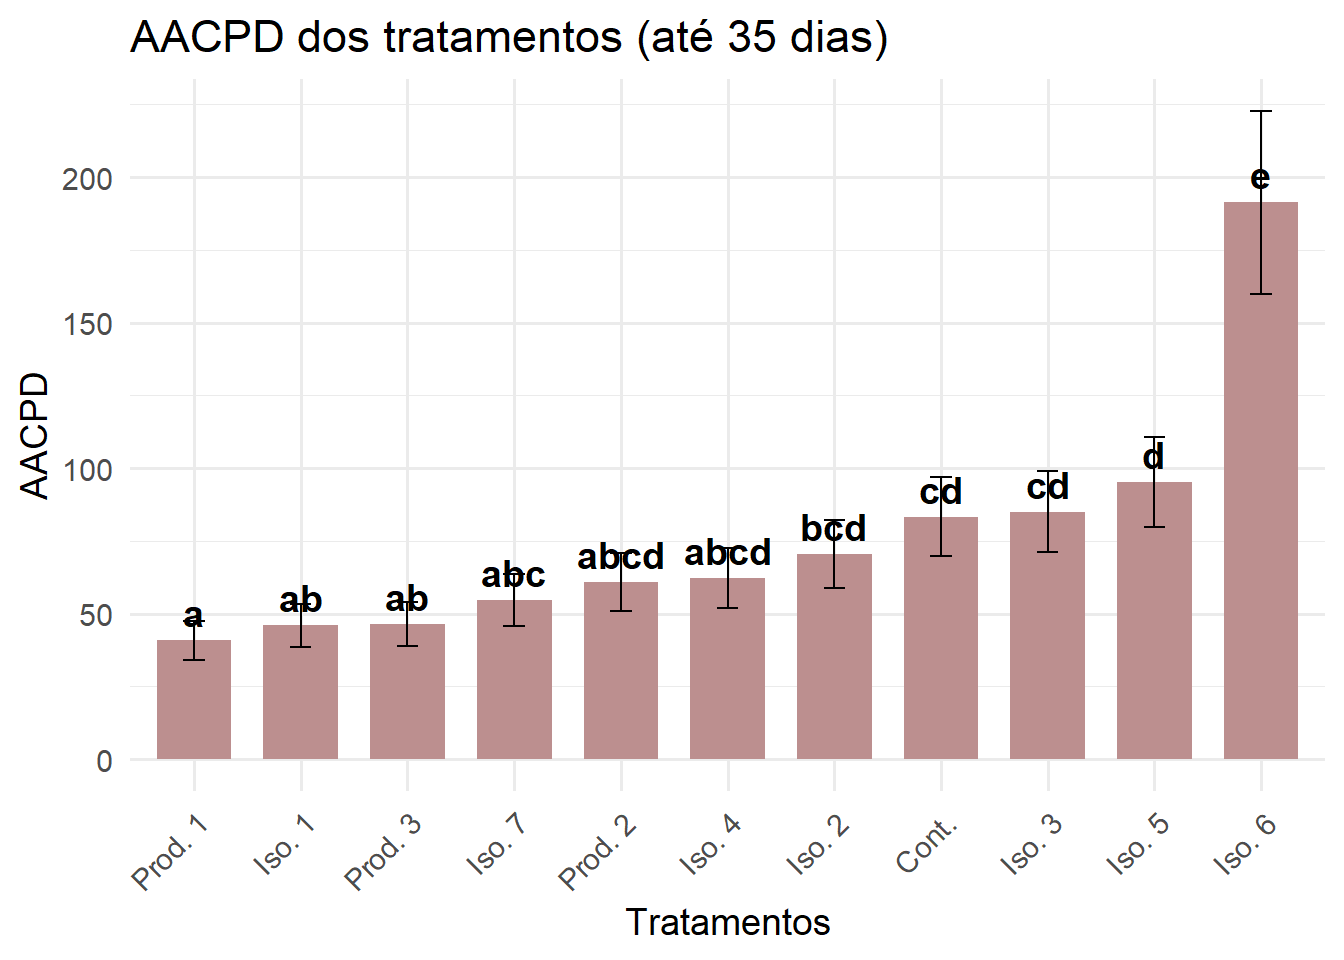 AACPD dos tratamentos (até 35 dias)
AACPD
200
150
100
50
0
a
ab
ab
abc
abcd
abcd
bcd
cd
cd
d
e
Prod. 1
Iso. 1
Prod. 3
Iso. 7
Prod. 2
Iso. 4
Iso. 2
Cont.
Iso. 3
Iso. 5
Iso. 6
Tratamentos